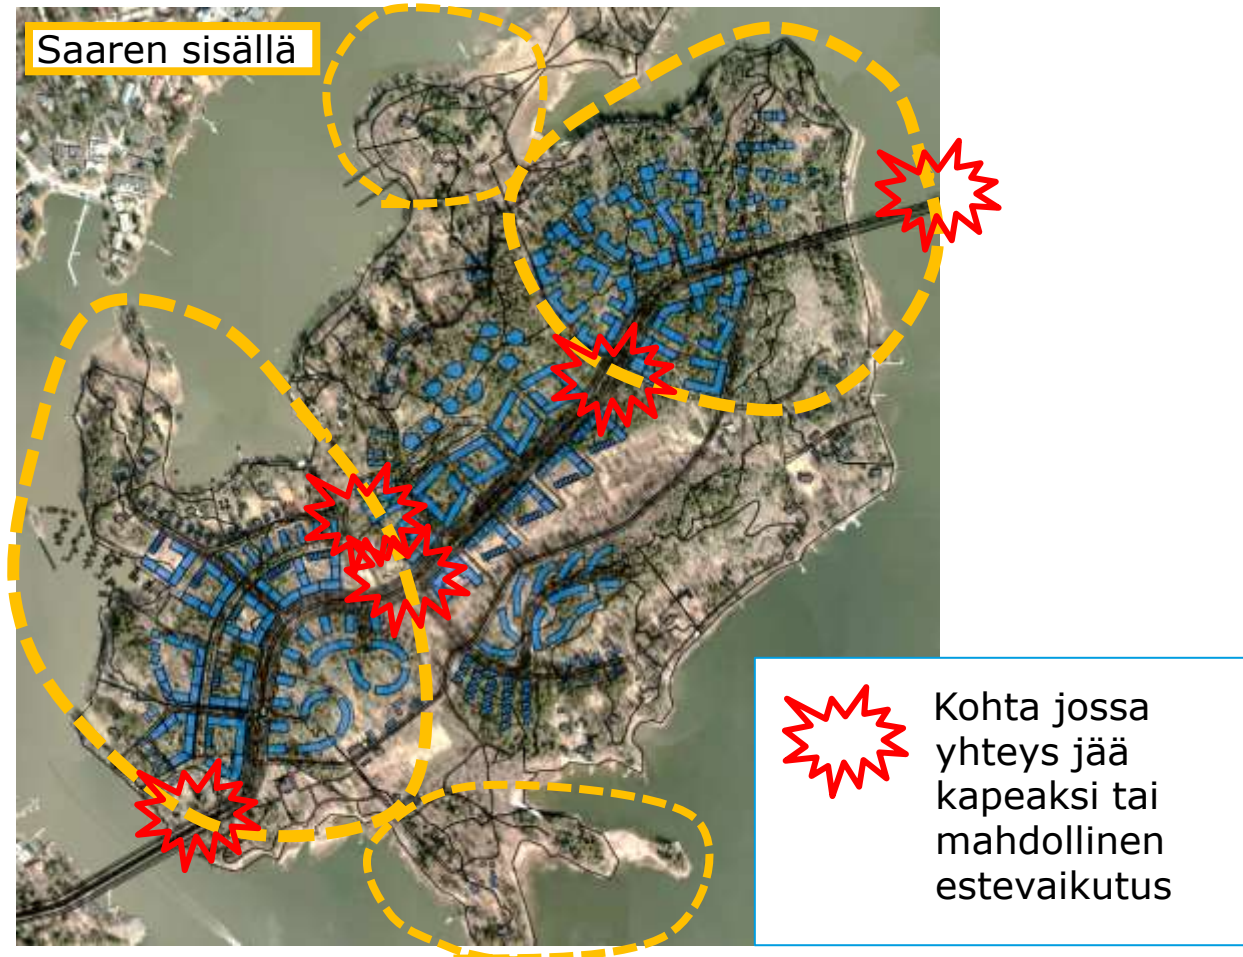 Saaren sisällä
Kohta jossa
yhteys jää
kapeaksi tai
mahdollinen
estevaikutus